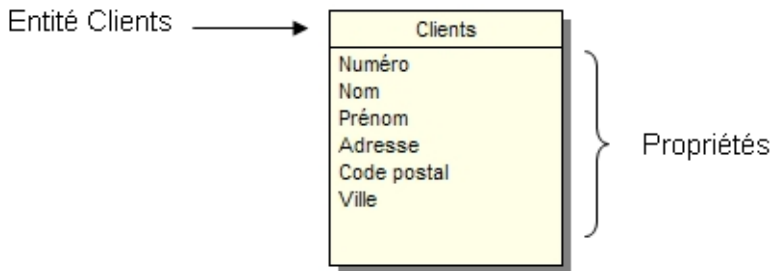 Entité Clients
Clients
Numéro
Nom
Prénom
Adresse
Code postal
Ville
Propriétés